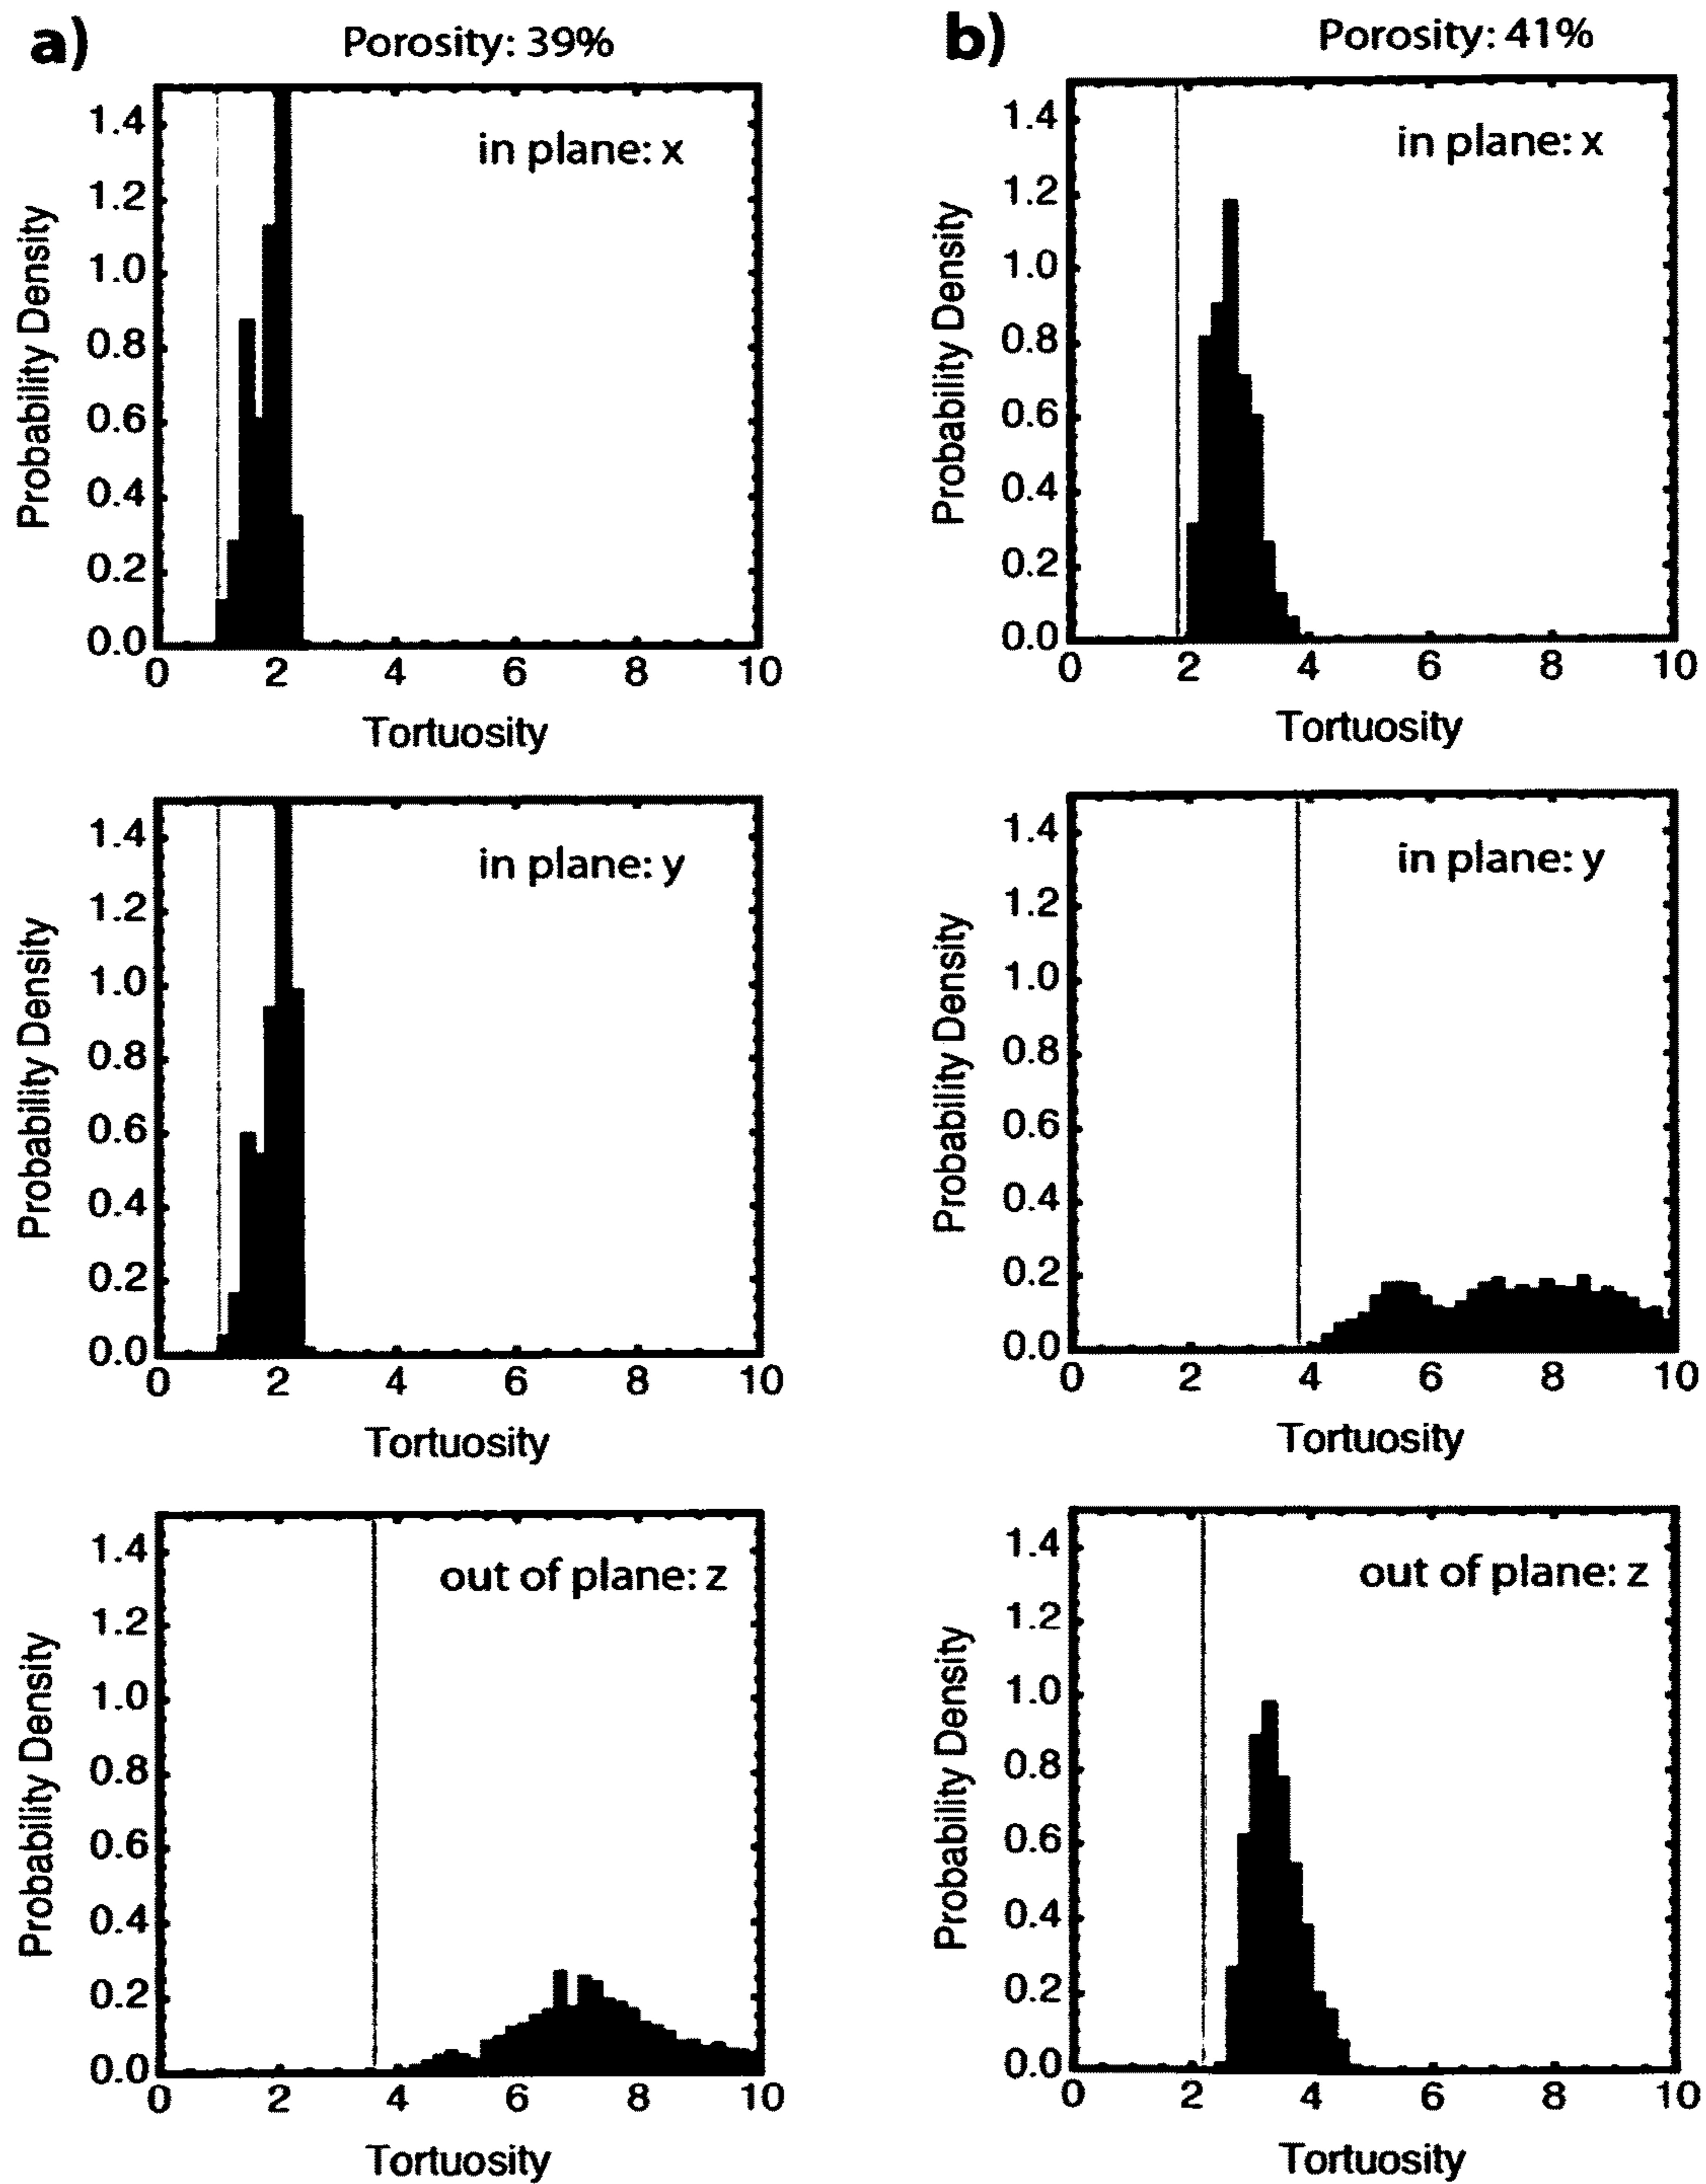 a) Porosity: 39%
in plane: x
Probability Density
1.4
1.2
1.0
0.8
0.6
0.4
0.2
0.0
0 2 4 6 8 10
Tortuosity
in plane: y
Probability Density
1.4
1.2
1.0
0.8
0.6
0.4
0.2
0.0
0 2 4 6 8 10
Tortuosity
out of plane: z
Probability Density
1.4
1.2
1.0
0.8
0.6
0.4
0.2
0.0
0 2 4 6 8 10
Tortuosity
b) Porosity: 41%
in plane: x
Probability Density
1.4
1.2
1.0
0.8
0.6
0.4
0.2
0.0
0 2 4 6 8 10
Tortuosity
in plane: y
Probability Density
1.4
1.2
1.0
0.8
0.6
0.4
0.2
0.0
0 2 4 6 8 10
Tortuosity
out of plane: z
Probability Density
1.4
1.2
1.0
0.8
0.6
0.4
0.2
0.0
0 2 4 6 8 10
Tortuosity